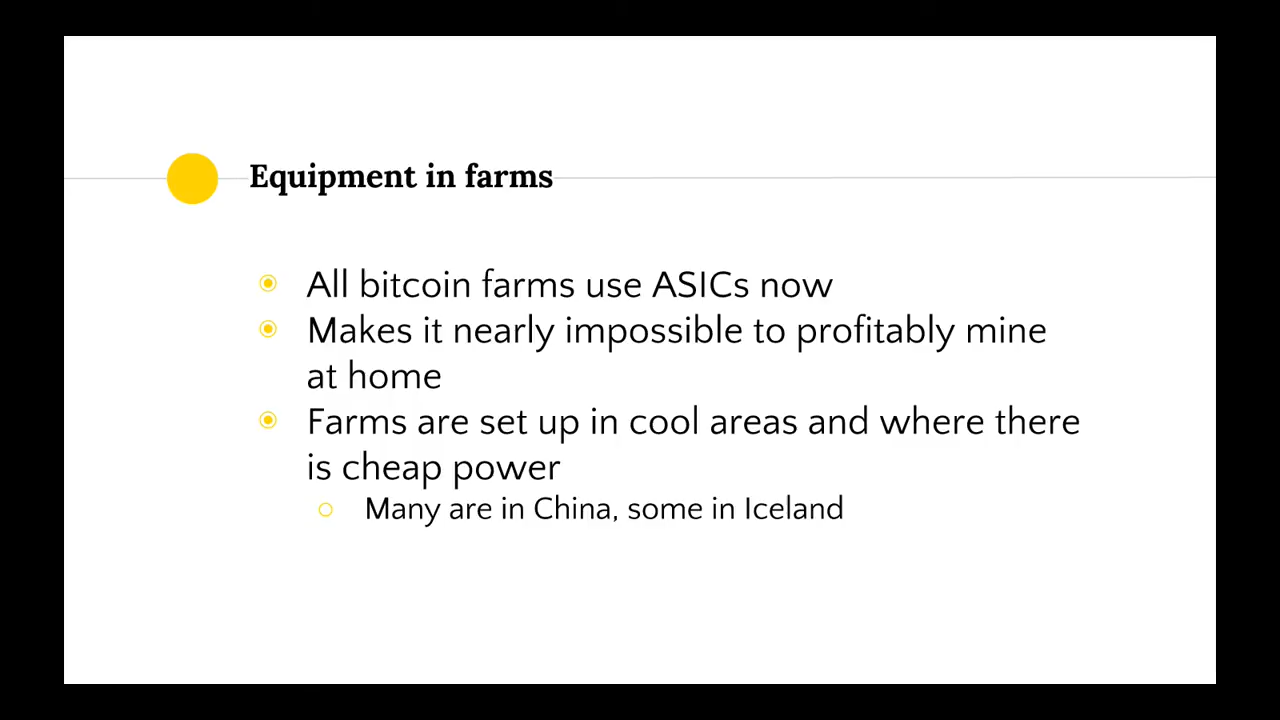 Equipment in farms
All bitcoin farms use ASICs now
Makes it nearly impossible to profitably mine
at home
Farms are set up in cool areas and where there
is cheap power
Many are in China, some in Iceland